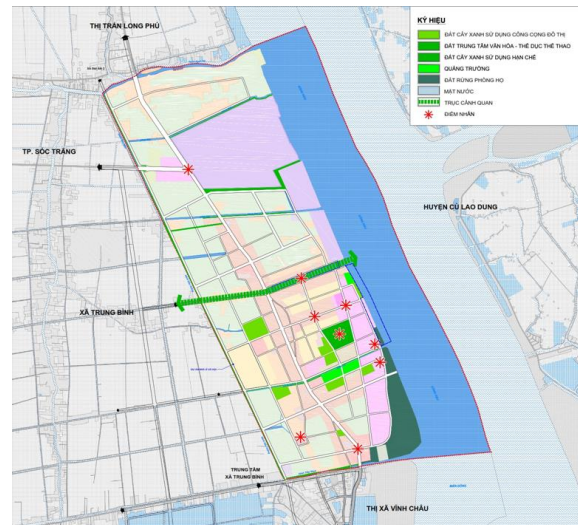 THỊ TRẤN LONG PHÚ
KÝ HIỆU
ĐẤT CÂY XANH SỬ DỤNG CÔNG CỘNG ĐÔ THỊ
ĐẤT TRUNG TÂM VĂN HÓA - THỂ DỤC THỂ THAO
ĐẤT CÂY XANH SỬ DỤNG HẠN CHẾ
QUẢNG TRƯỜNG
ĐẤT RỪNG PHÒNG HỘ
MẶT NƯỚC
TRỤC CẢNH QUAN
ĐIỂM NHẤN
TP. SÓC TRĂNG
HUYỆN CÙ LAO DUNG
XÃ TRUNG BÌNH
TRUNG TÂM
XÃ TRUNG BÌNH
THỊ XÃ VĨNH CHÂU